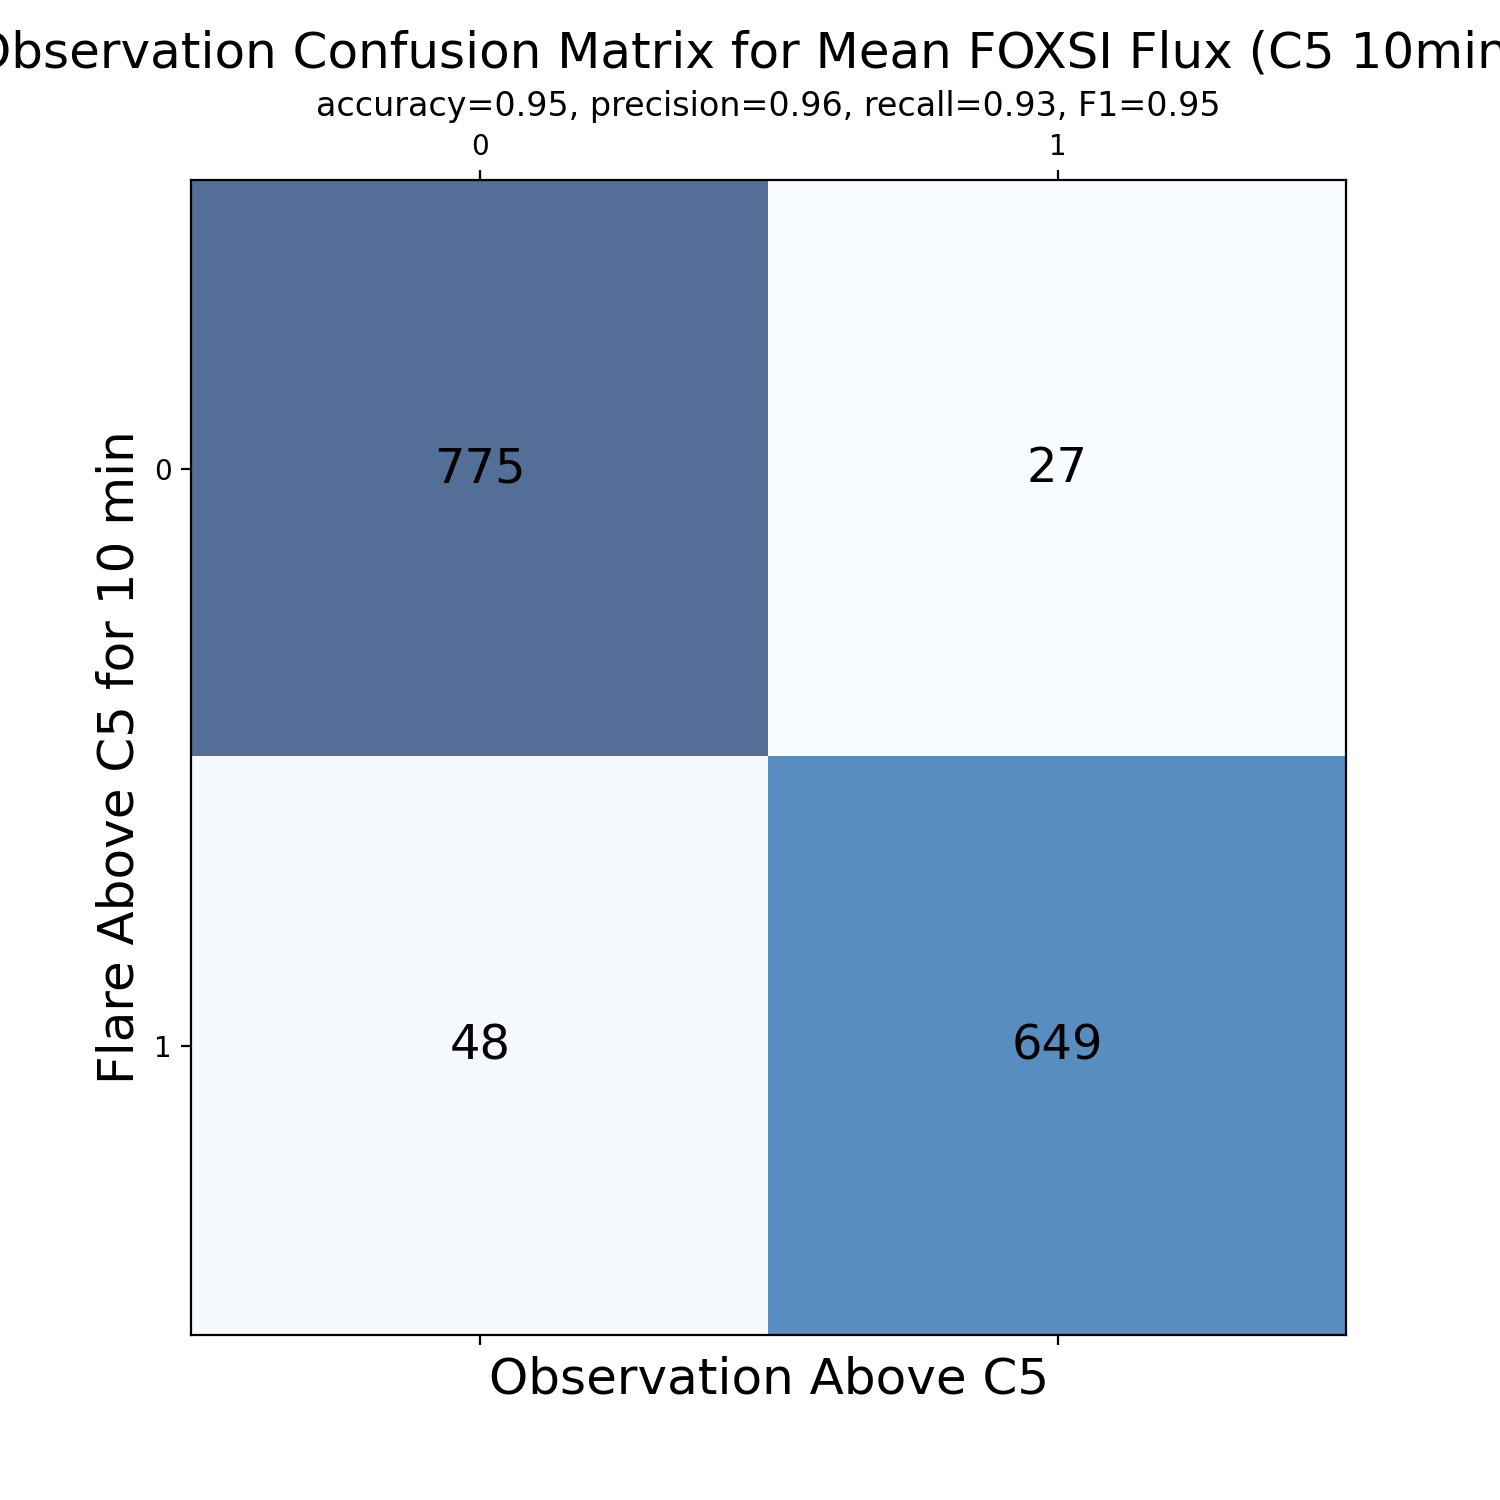 Observation Confusion Matrix for Mean FOXSI Flux (C5 10min
accuracy=0.95, precision=0.96, recall=0.93, F1=0.95
0 1
Flare Above C5 for 10 min
0
775 27
1
48 649
Observation Above C5